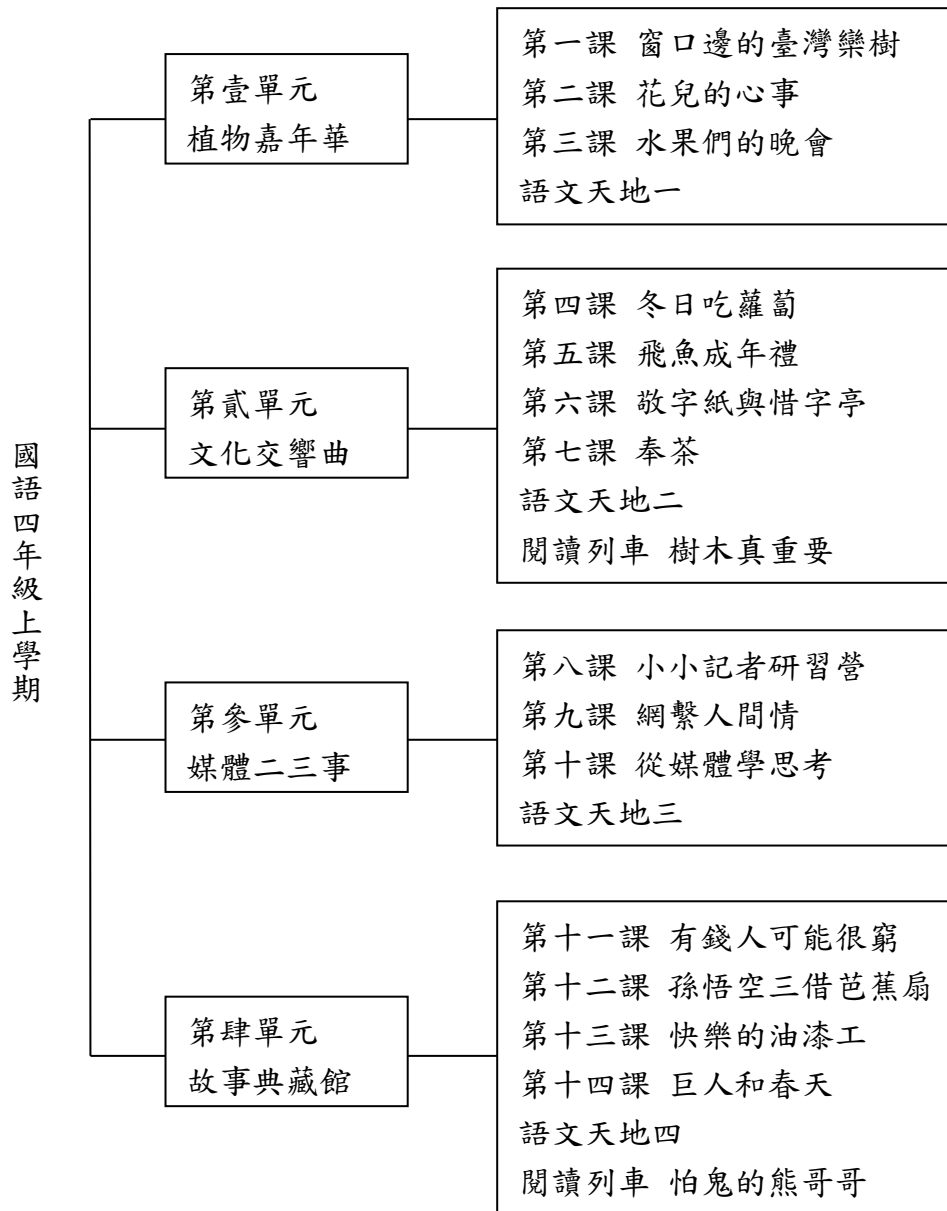 國語四年級上學期
第壹單元
植物嘉年華
第一課 窗口邊的臺灣欒樹
第二課 花兒的心事
第三課 水果們的晚會
語文天地一
第貳單元
文化交響曲
第四課 冬日吃蘿蔔
第五課 飛魚成年禮
第六課 敬字紙與惜字亭
第七課 奉茶
語文天地二
閱讀列車 樹木真重要
第參單元
媒體二三事
第八課 小小記者研習營
第九課 網繫人間情
第十課 從媒體學思考
語文天地三
第肆單元
故事典藏館
第十一課 有錢人可能很窮
第十二課 孫悟空三借芭蕉扇
第十三課 快樂的油漆工
第十四課 巨人和春天
語文天地四
閱讀列車 怕鬼的熊哥哥